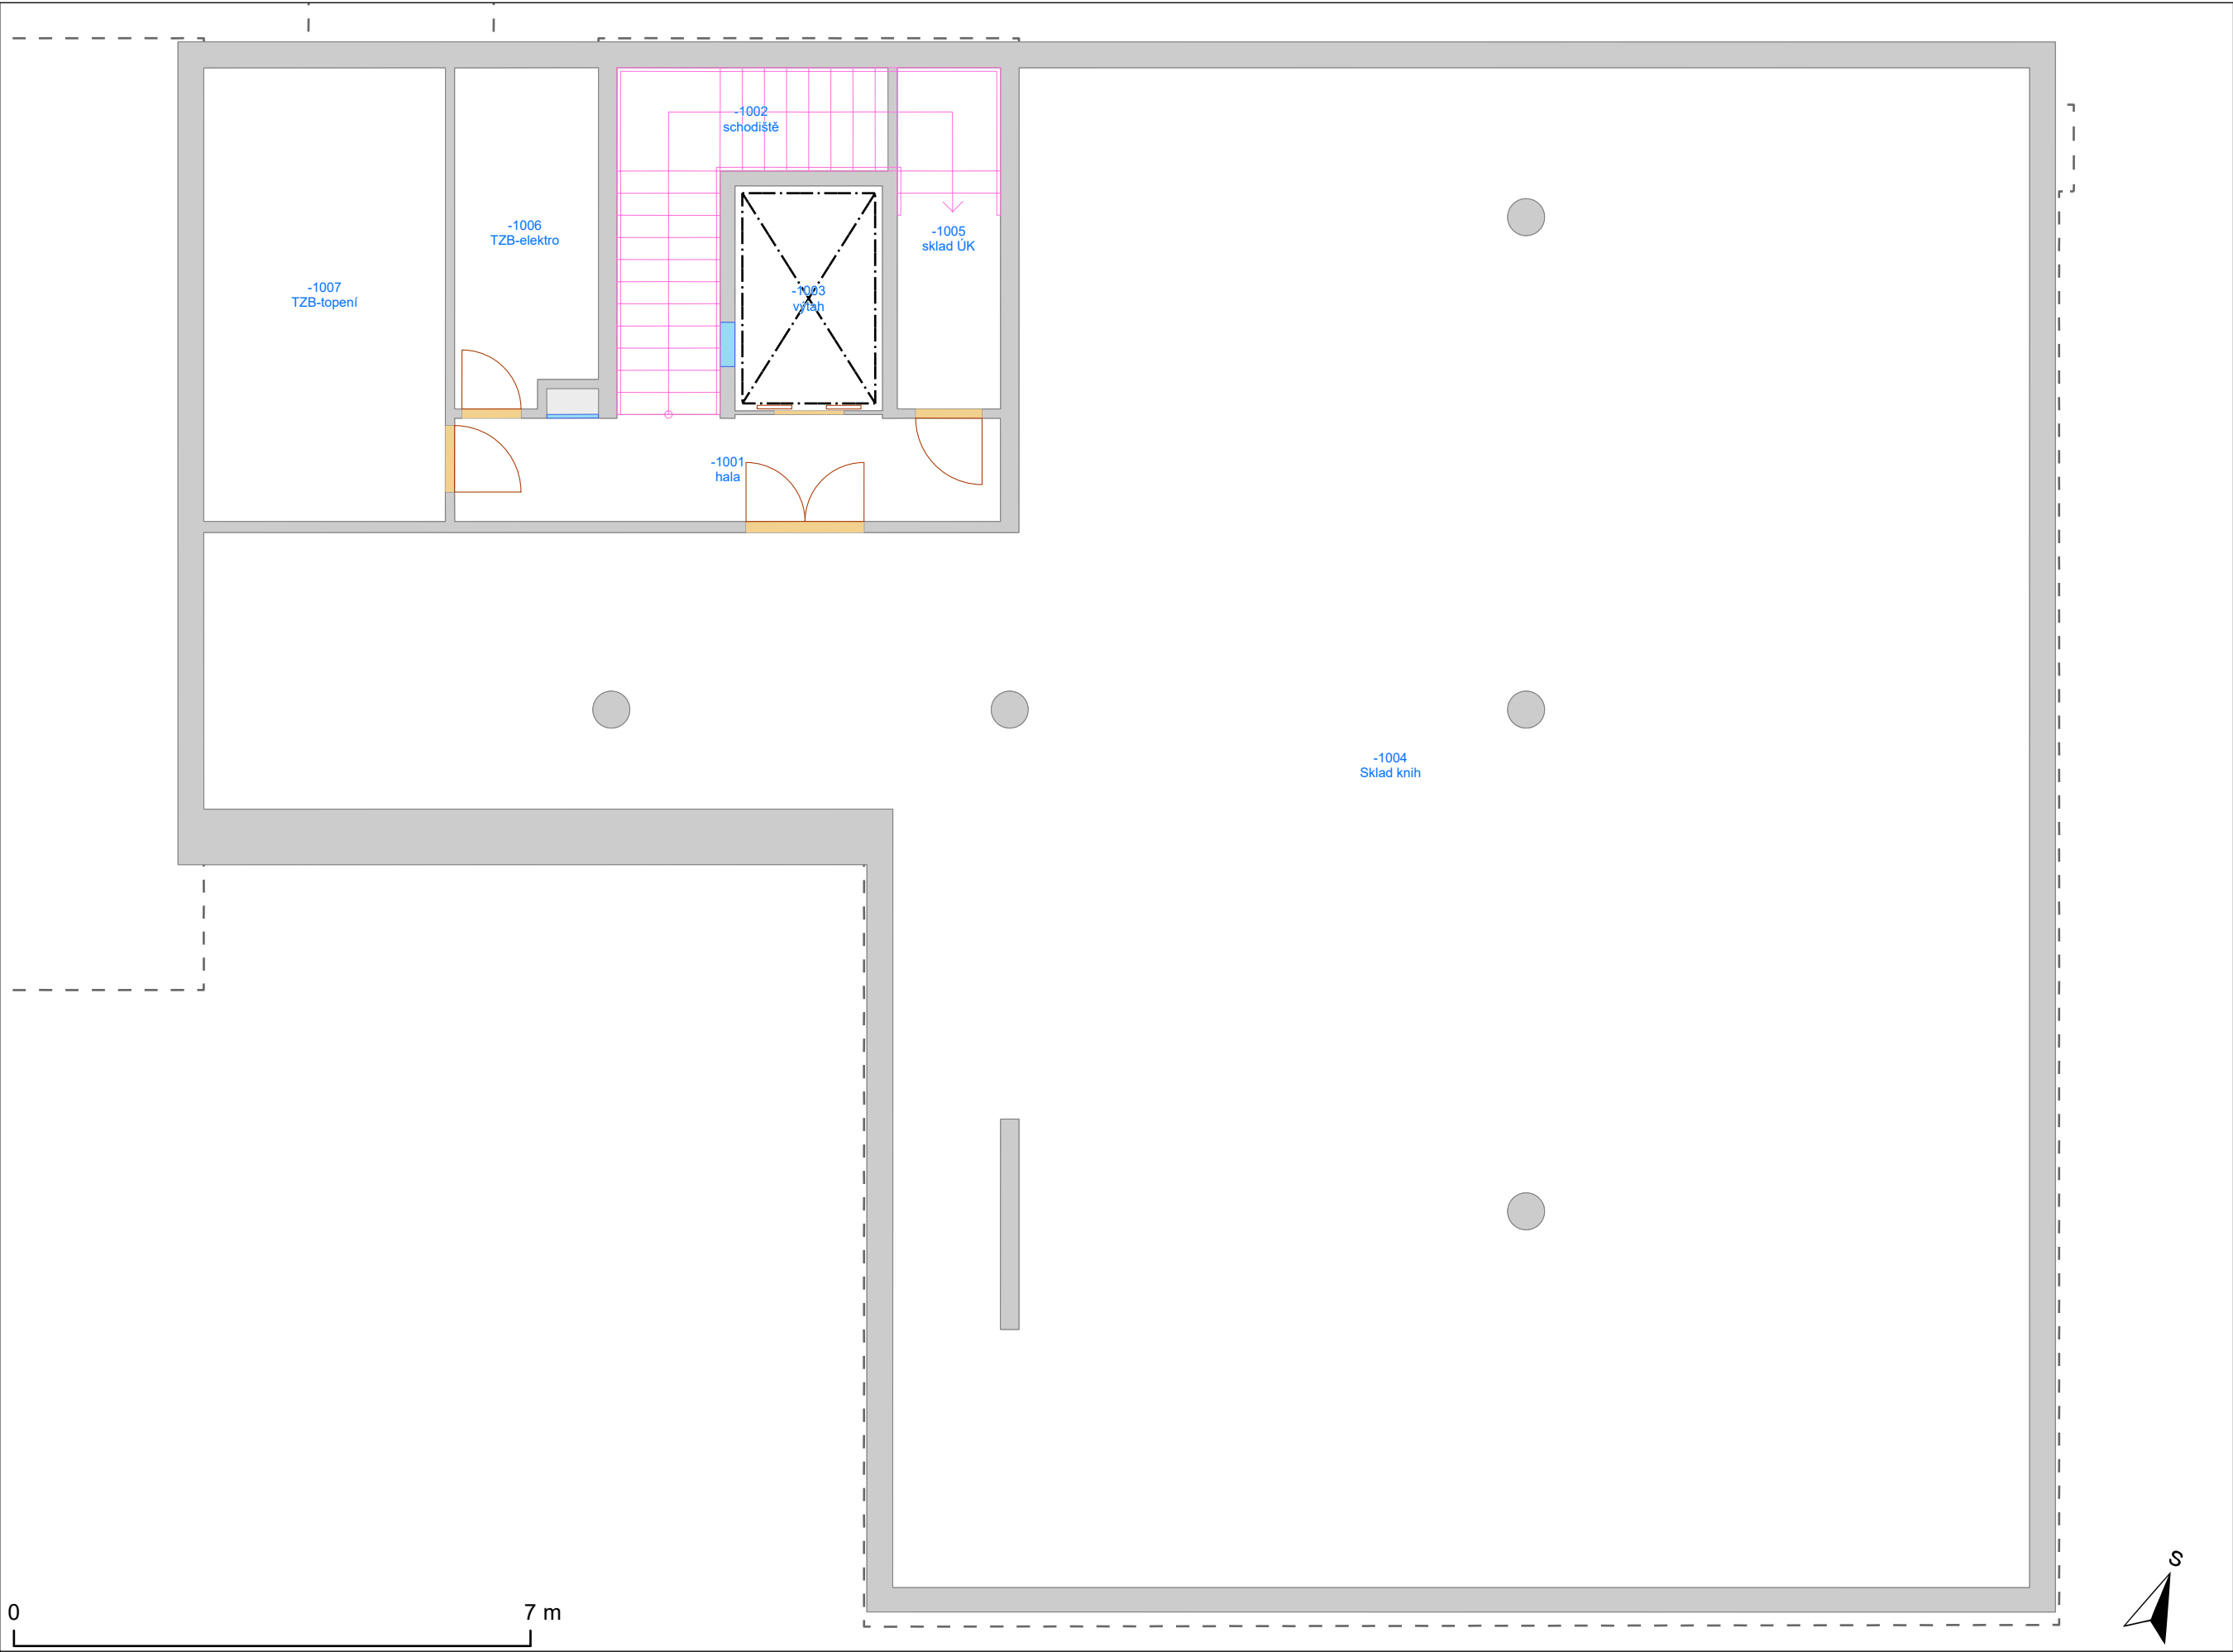 -1002
schodiště
-1006
TZB-elektro
-1005
sklad ÚK
-1007
TZB-topení
-1003
výtah
-1001
hala
-1004
Sklad knih
S
0
7 m